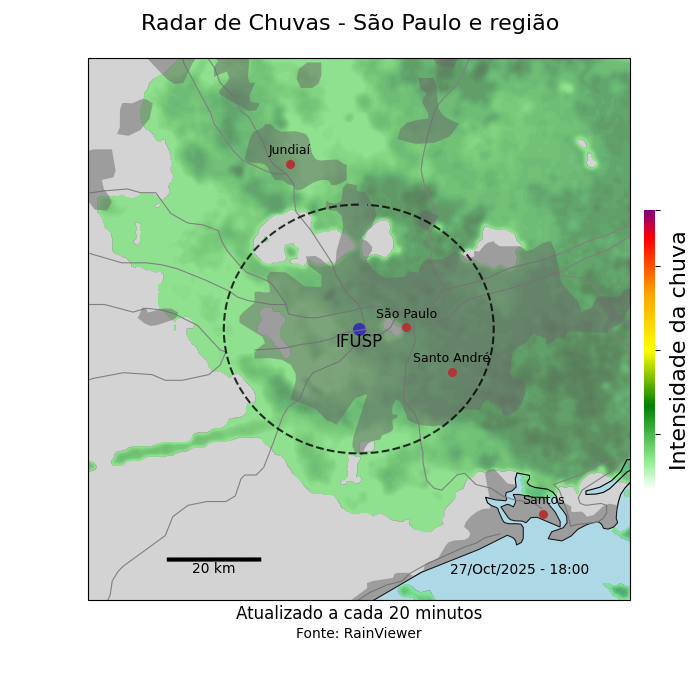 Radar de Chuvas - São Paulo e região
Jundiaí
São Paulo
IFUSP
Santo André
Santos
20 km
27/Oct/2025 - 18:00
Intensidade da chuva
Atualizado a cada 20 minutos
Fonte: RainViewer